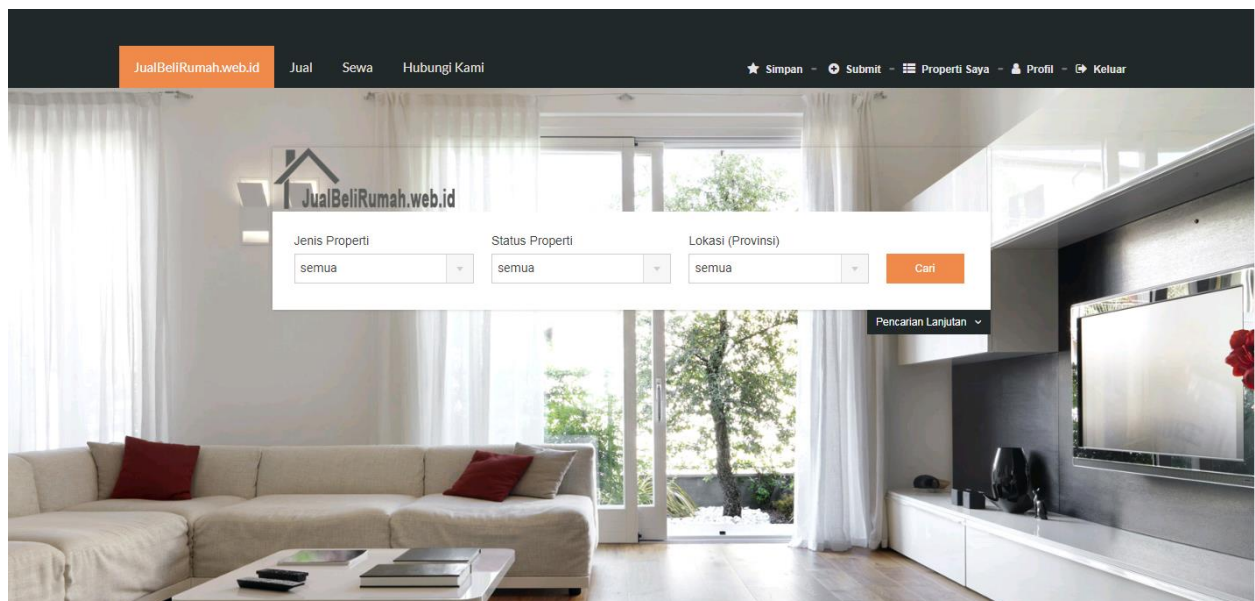 JualBeliRumah.web.id Jual Sewa Hubungi Kami Simpan - Submit - Properti Saya - Profil - Keluar
JualBeliRumah.web.id
Jenis Properti Status Properti Lokasi (Provinsi)
semua semua semua Cari
Pencarian Lanjutan